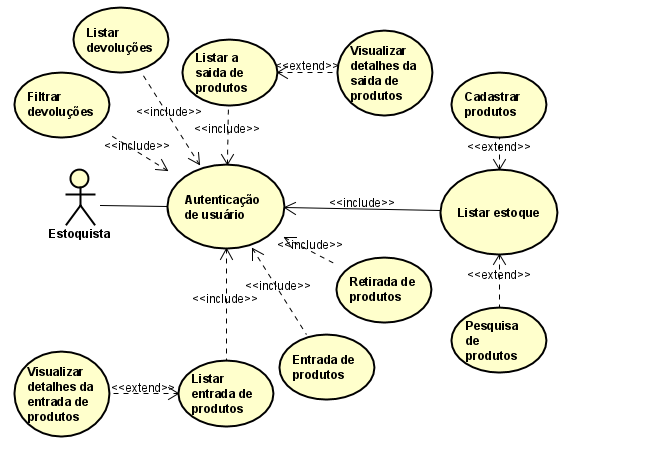 Listar
devoluções
Listar a
saida de
produtos
<<extend>>
Visualizar
detalhes da
saida de
produtos
Filtrar
devoluções
<<include>>
<<include>>
<<include>>
Cadastrar
produtos
<<extend>>
Estoquista
Autenticação
de usuário
<<include>>
Listar estoque
<<include>>
Retirada de
produtos
<<extend>>
<<include>>
<<include>>
Pesquisa
de
produtos
Entrada de
produtos
Visualizar
detalhes da
entrada de
produtos
<<extend>>
Listar
entrada de
produtos